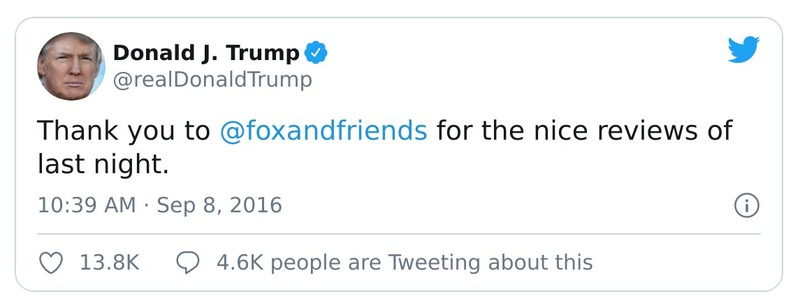 Donald J. Trump
@realDonaldTrump
Thank you to @foxandfriends for the nice reviews of
last night.
10:39 AM · Sep 8, 2016
13.8K 4.6K people are Tweeting about this